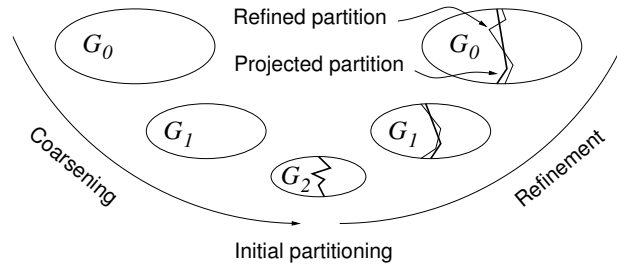 Refined partition
G0
G0
Projected partition
G1
G1
G2
Coarsening
Refinement
Initial partitioning